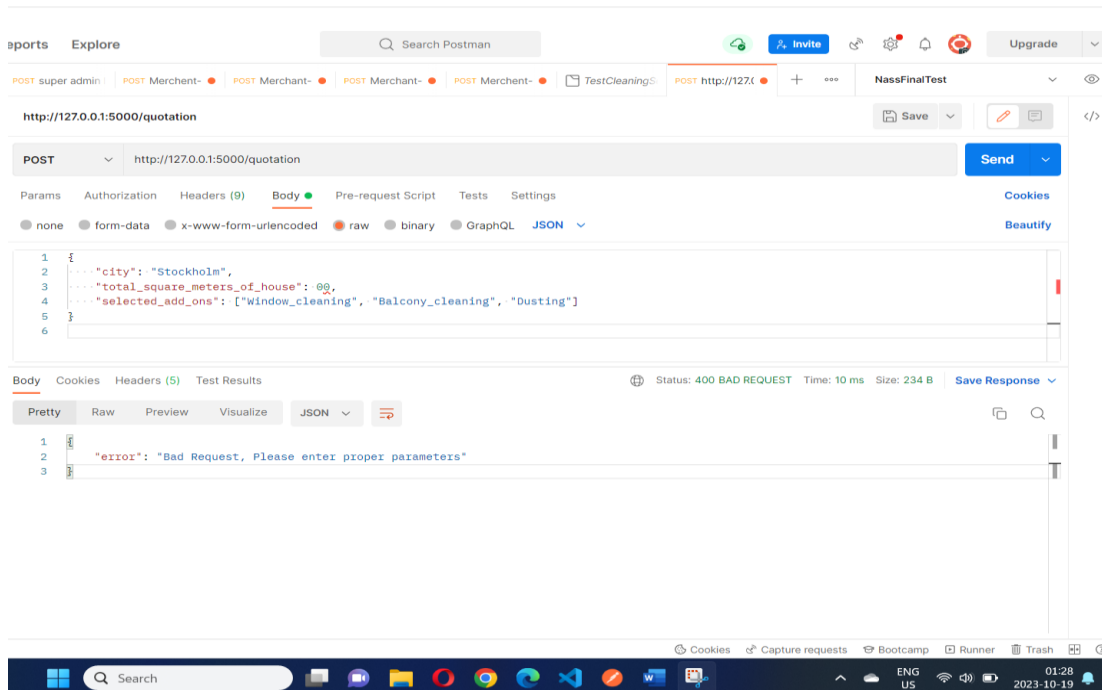 eports Explore Search Postman Invite Upgrade
POST super admin POST Merchent- POST Merchant- POST Merchant- POST Merchent- TestCleaningS POST http://127.( + ooo NassFinalTest
http://127.0.0.1:5000/quotation Save </>
POST http://127.0.0.1:5000/quotation Send
Params Authorization Headers (9) Body Pre-request Script Tests Settings Cookies
none form-data x-www-form-urlencoded raw binary GraphQL JSON Beautify
1 {
2 "city": "Stockholm",
3 "total_square_meters_of_house": 00,
4 "selected_add_ons": ["Window_cleaning", "Balcony_cleaning", "Dusting"]
5 }
6
Body Cookies Headers (5) Test Results Status: 400 BAD REQUEST Time: 10 ms Size: 234 B Save Response
Pretty Raw Preview Visualize JSON
1 {
2 "error": "Bad Request, Please enter proper parameters"
3 }
Cookies Capture requests Bootcamp Runner Trash
Search ENG 01:28
US 2023-10-19